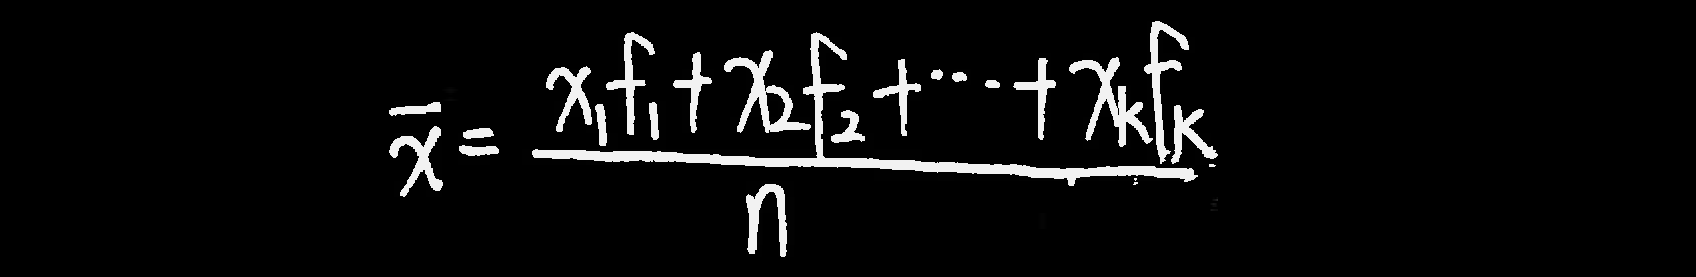 x̄ = (x₁f₁ + x₂f₂ + ··· + xₖfₖ) / n